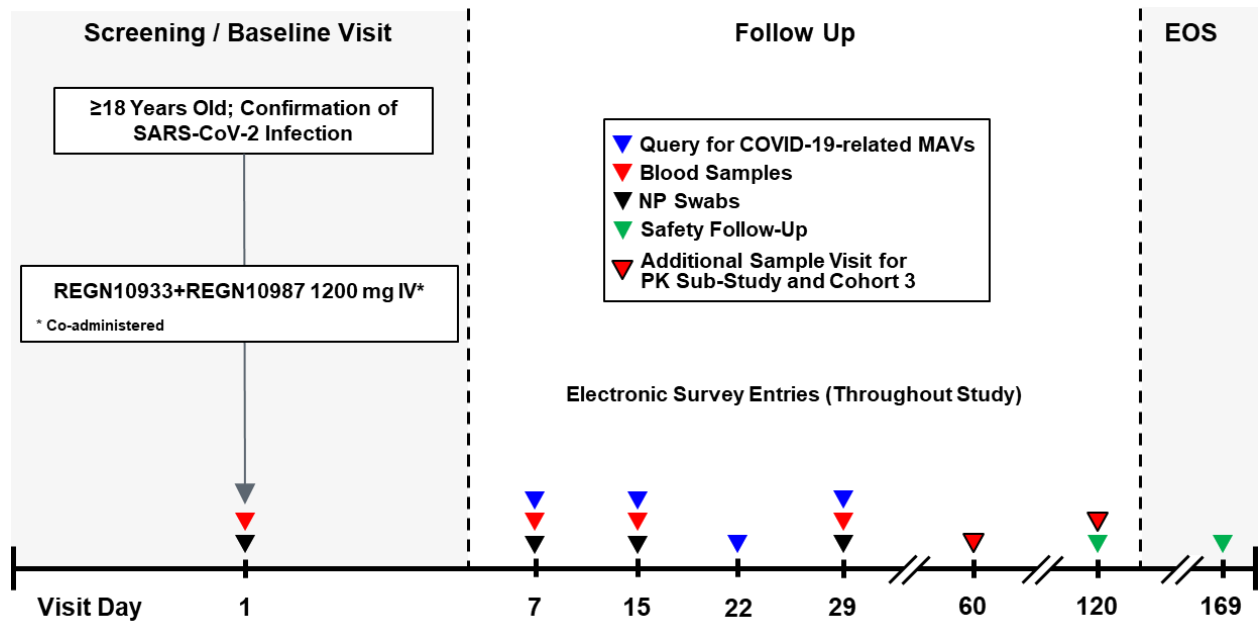 Screening / Baseline Visit
Follow Up
EOS
≥18 Years Old; Confirmation of
SARS-CoV-2 Infection
Query for COVID-19-related MAVs
Blood Samples
NP Swabs
Safety Follow-Up
Additional Sample Visit for
PK Sub-Study and Cohort 3
REGN10933+REGN10987 1200 mg IV*
* Co-administered
Electronic Survey Entries (Throughout Study)
Visit Day 1 7 15 22 29 60 120 169